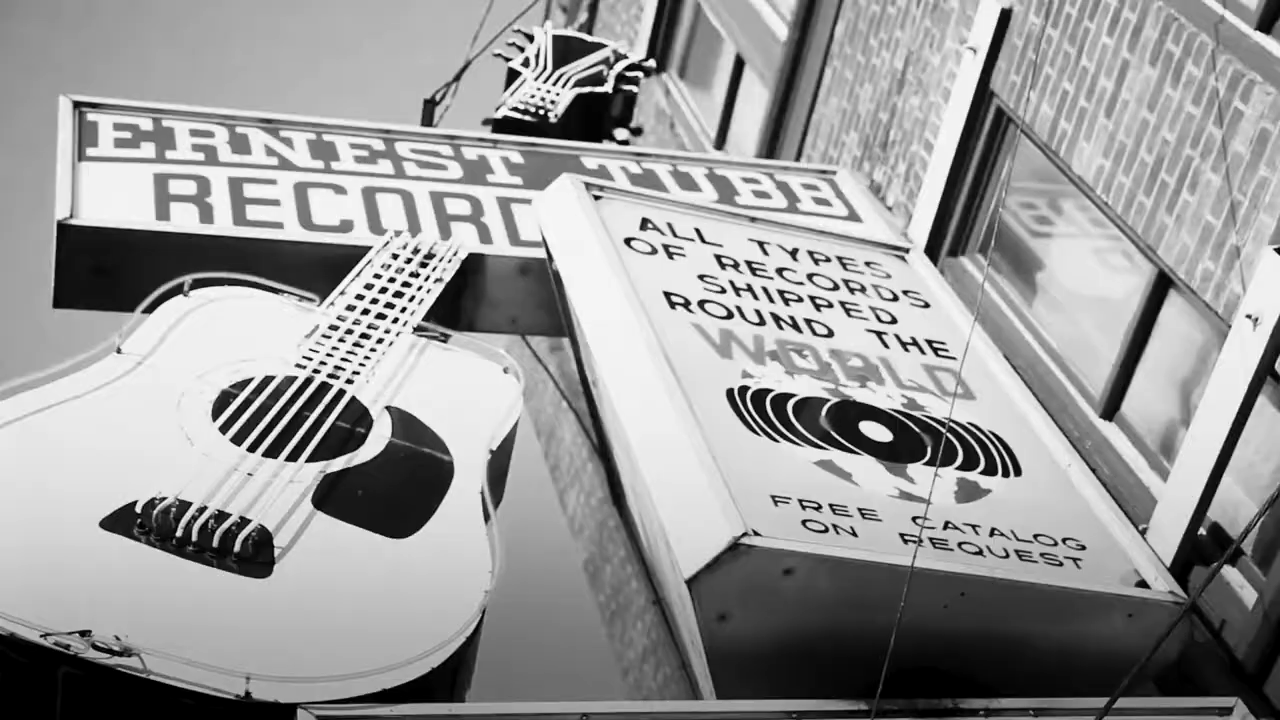 ERNEST TUBB
RECORD
ALL TYPES
OF RECORDS
SHIPPED
ROUND THE
WORLD
FREE CATALOG
ON REQUEST